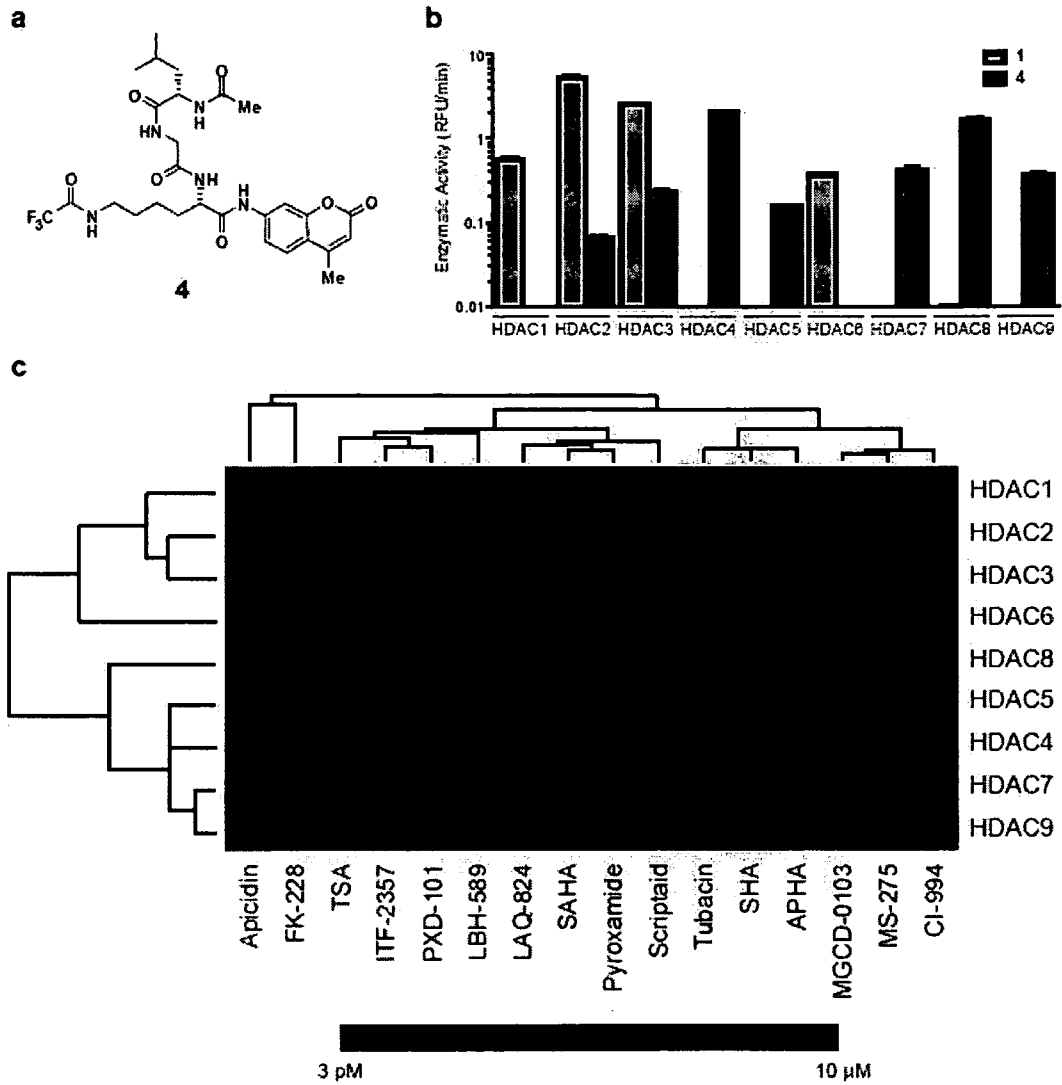 a
O
Me
N
H
O
HN
O
O
HN
F₃C
N
H
O
H
N
O
O
O
Me
4
b
Enzymatic Activity (RFU/min)
10
1
0.1
0.01
1
4
HDAC1 HDAC2 HDAC3 HDAC4 HDAC5 HDAC6 HDAC7 HDAC8 HDAC9
c
HDAC1
HDAC2
HDAC3
HDAC6
HDAC8
HDAC5
HDAC4
HDAC7
HDAC9
Apicidin
FK-228
TSA
ITF-2357
PXD-101
LBH-589
LAQ-824
SAHA
Pyroxamide
Scriptaid
Tubacin
SHA
APHA
MGCD-0103
MS-275
CI-994
3 pM
10 µM